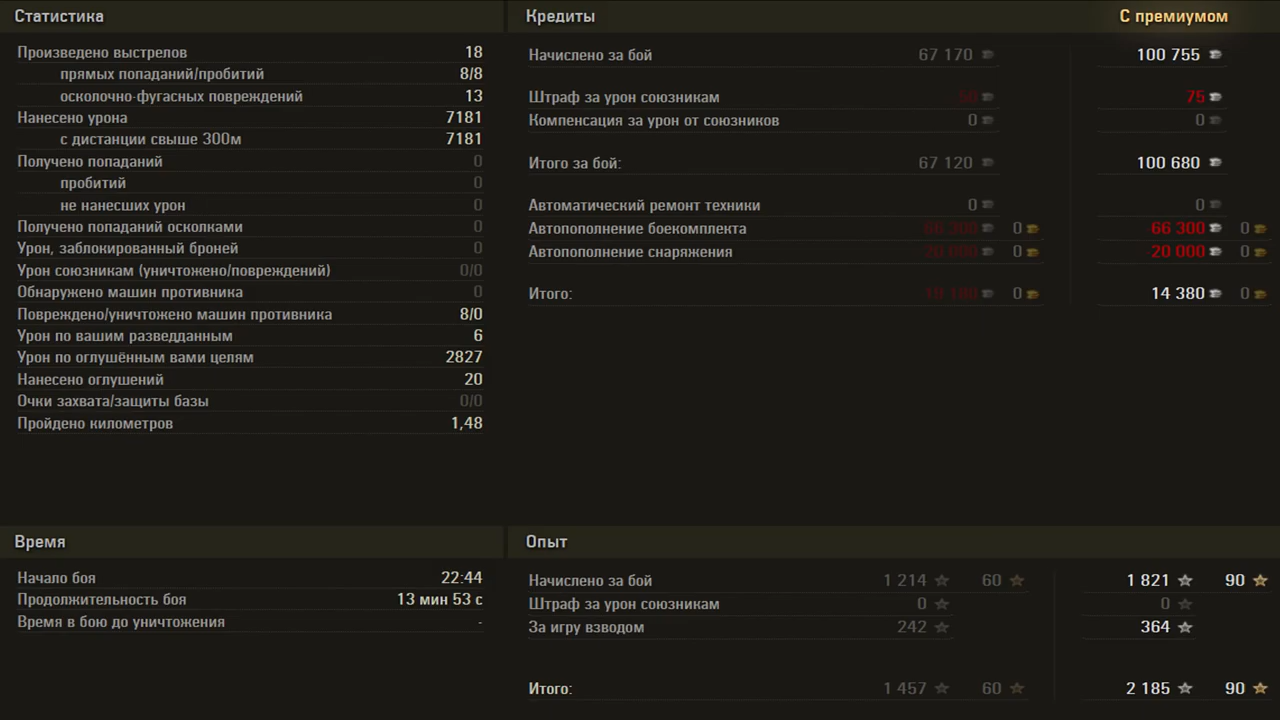 Статистика
Произведено выстрелов 18
прямых попаданий/пробитий 8/8
осколочно-фугасных повреждений 13
Нанесено урона 7181
с дистанции свыше 300м 7181
Получено попаданий 0
пробитий 0
не нанесших урон 0
Получено попаданий осколками 0
Урон, заблокированный броней 0
Урон союзникам (уничтожено/повреждений) 0/0
Обнаружено машин противника 0
Повреждено/уничтожено машин противника 8/0
Урон по вашим разведданным 6
Урон по оглушённым вами целям 2827
Нанесено оглушений 20
Очки захвата/защиты базы 0/0
Пройдено километров 1,48
Кредиты С премиумом
Начислено за бой 67 170 100 755
Штраф за урон союзникам -50 75
Компенсация за урон от союзников 0 0
Итого за бой: 67 120 100 680
Автоматический ремонт техники 0 0
Автопополнение боекомплекта -66 300 0 -66 300 0
Автопополнение снаряжения -20 000 0 -20 000 0
Итого: 0 14 380 0
Время
Начало боя 22:44
Продолжительность боя 13 мин 53 с
Время в бою до уничтожения -
Опыт
Начислено за бой 1 214 60 1 821 90
Штраф за урон союзникам 0 0
За игру взводом 242 364
Итого: 1 457 60 2 185 90